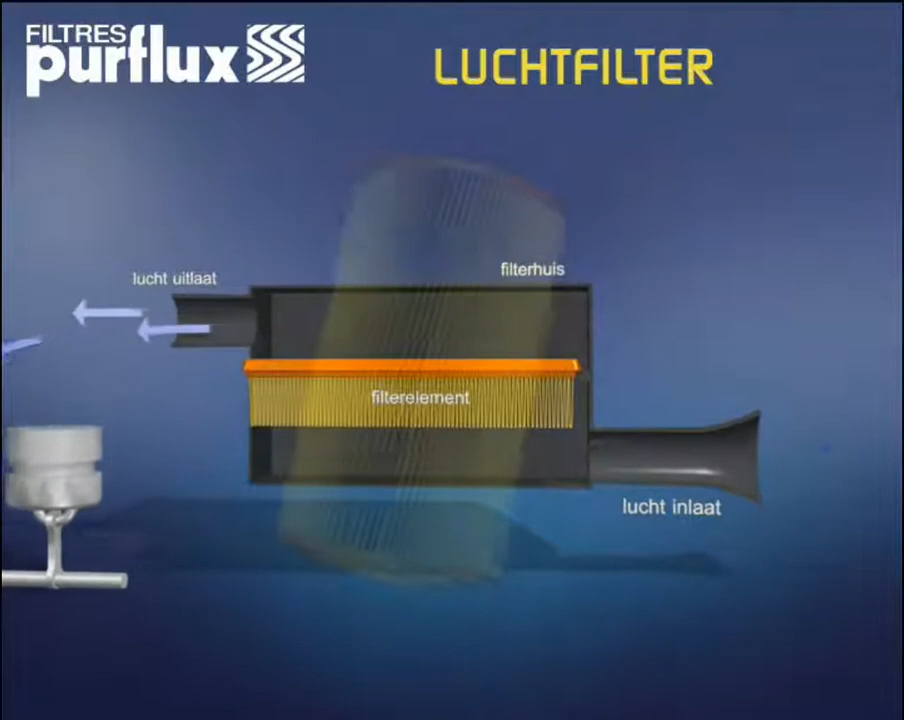 FILTRES
purflux
LUCHTFILTER
lucht uitlaat
filterhuis
filterelement
lucht inlaat